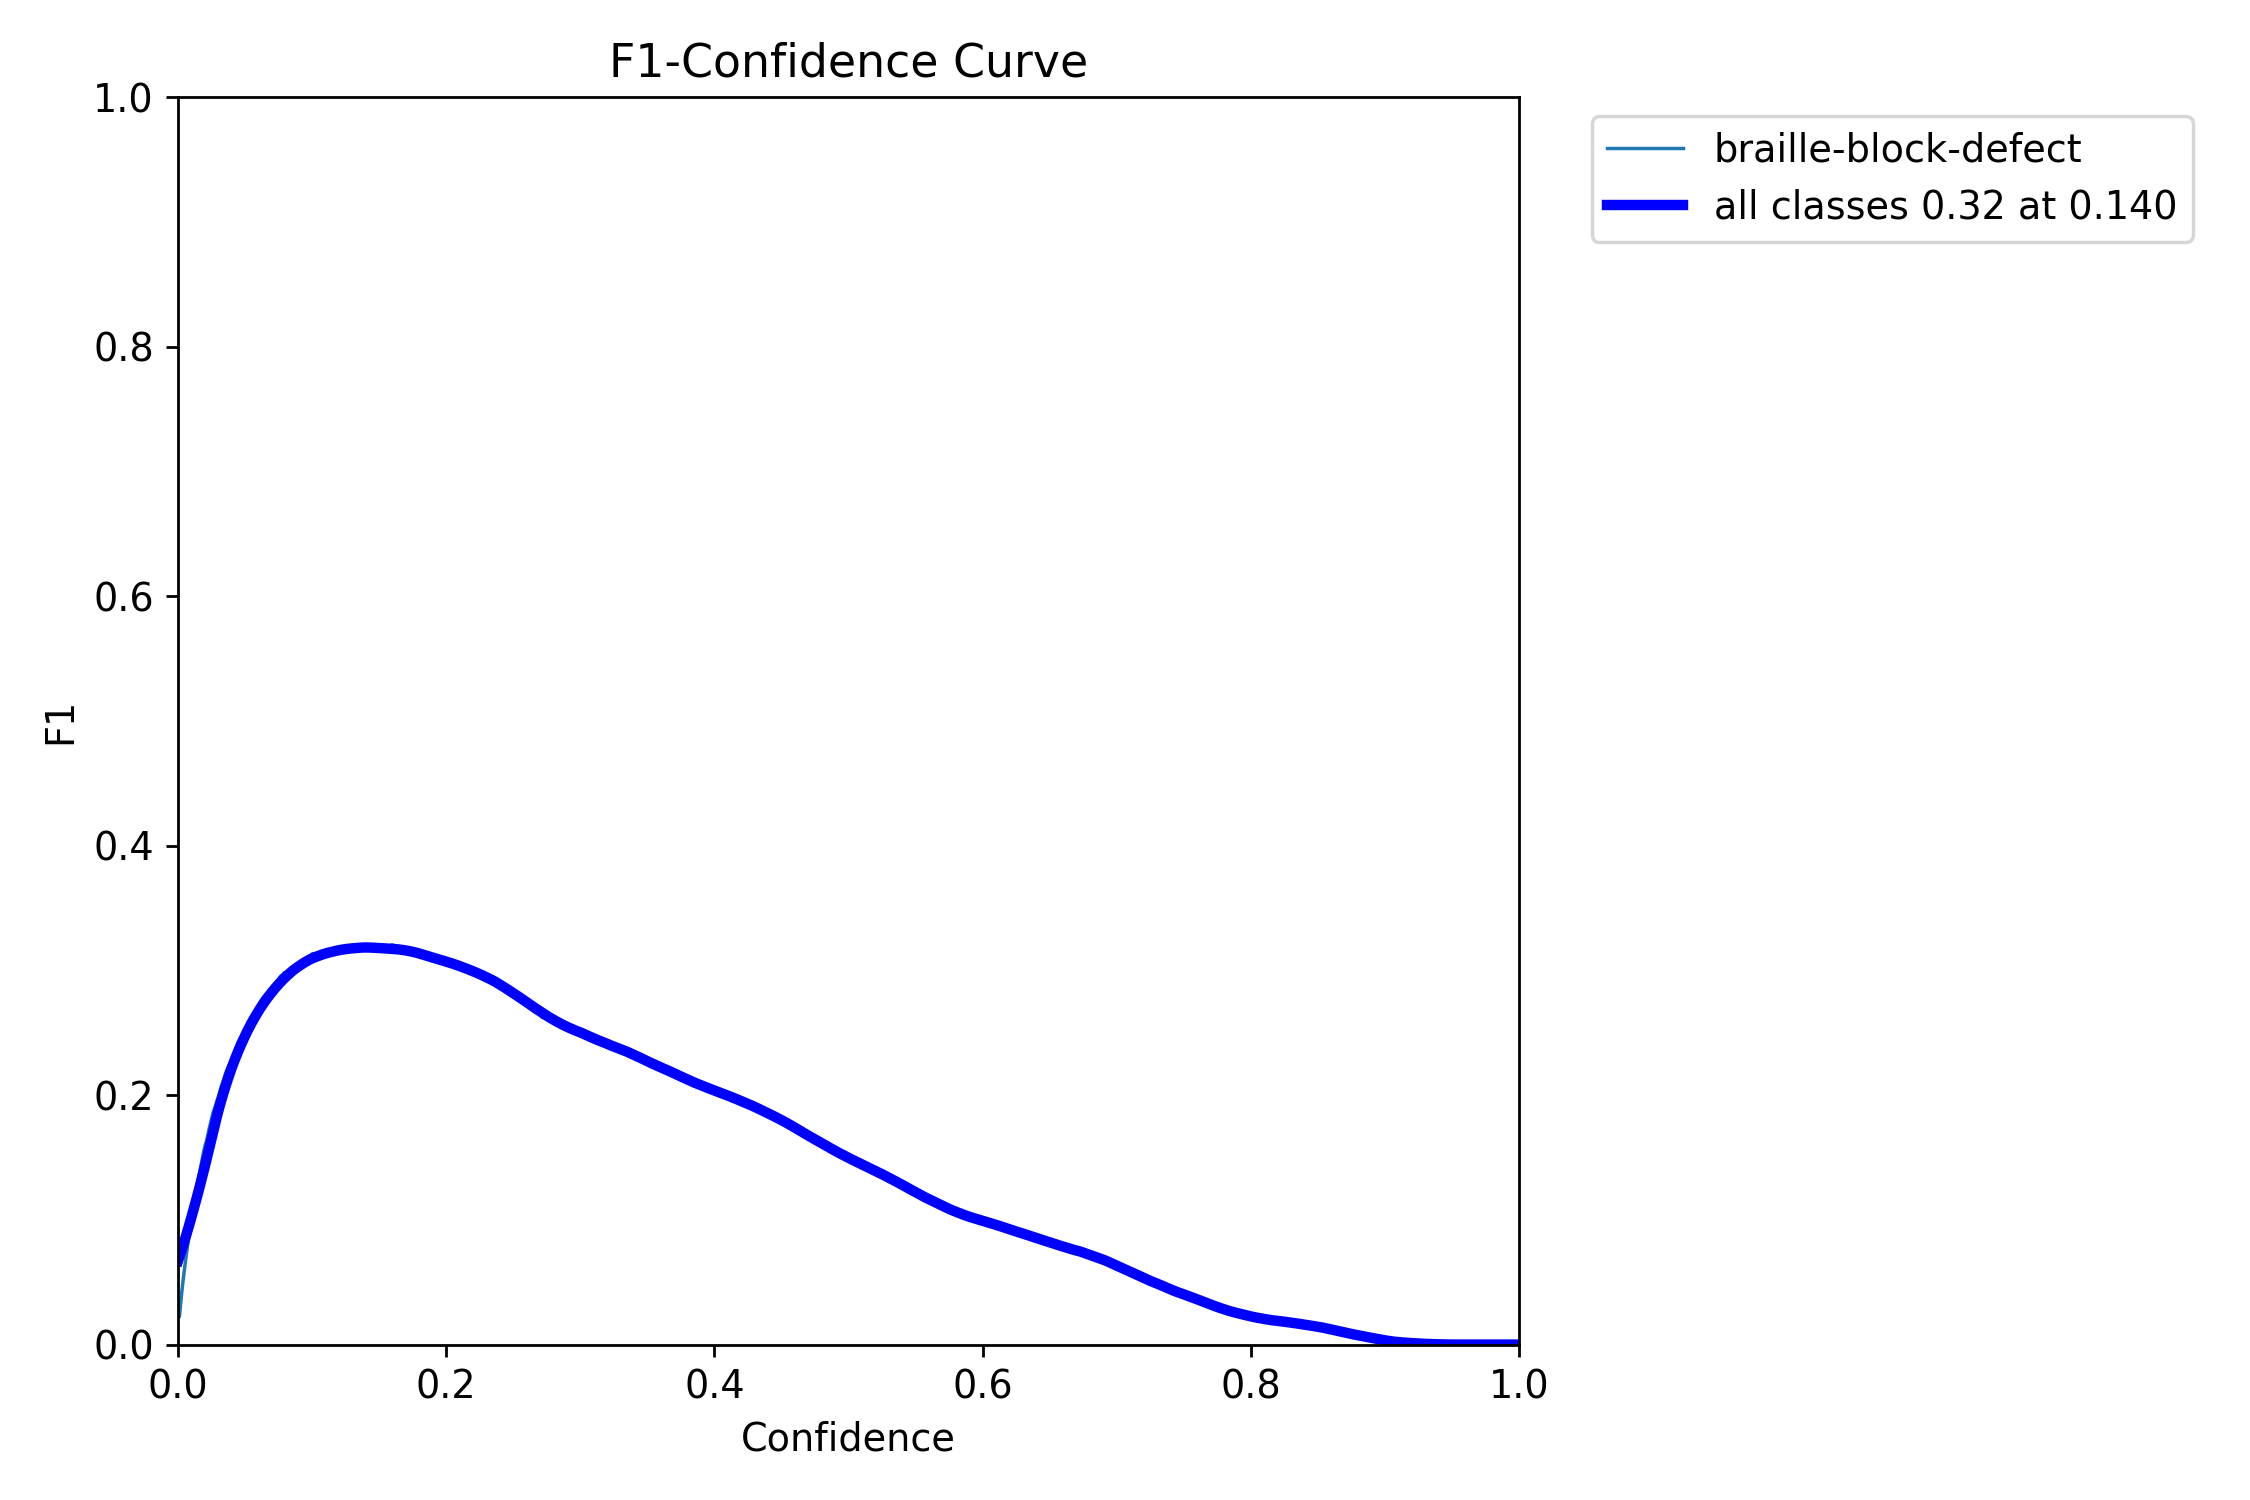 F1-Confidence Curve
braille-block-defect
all classes 0.32 at 0.140
1.0
0.8
0.6
0.4
0.2
0.0
F1
0.0 0.2 0.4 0.6 0.8 1.0
Confidence